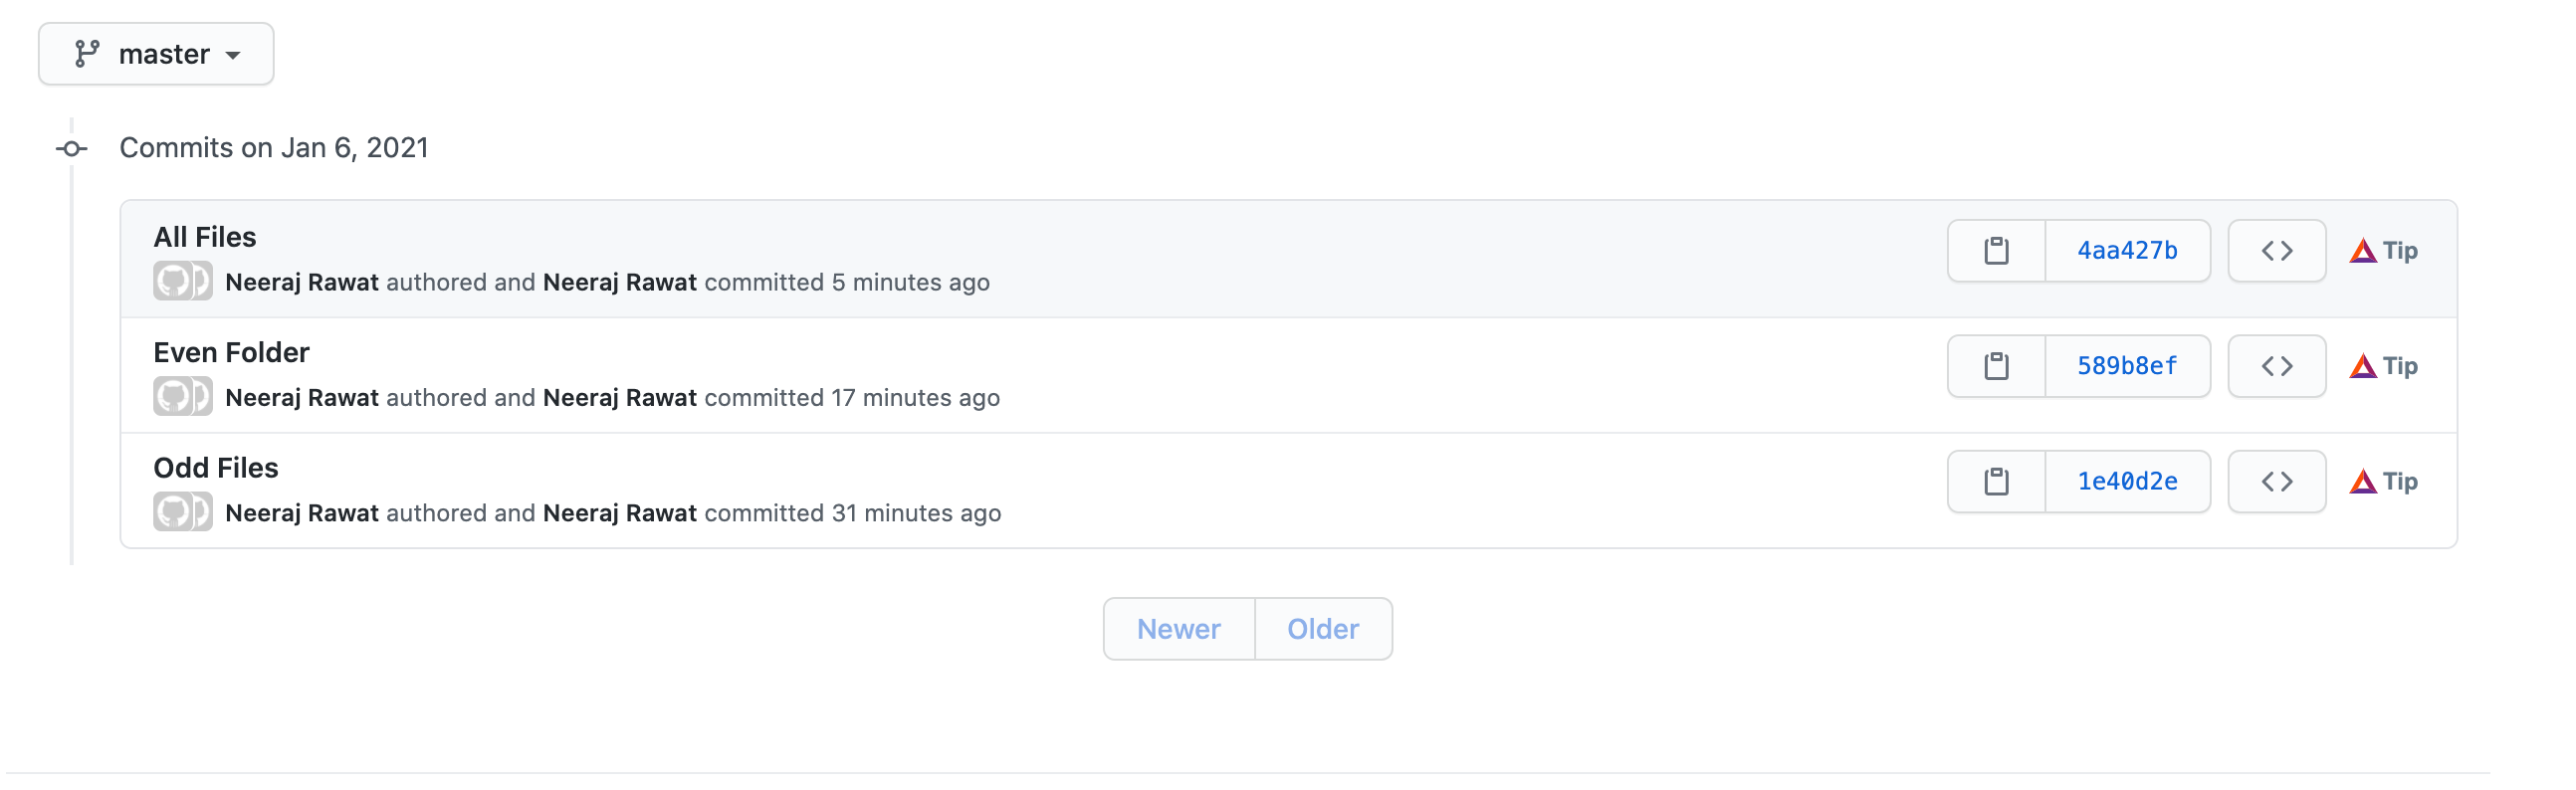 master
Commits on Jan 6, 2021
All Files
Neeraj Rawat authored and Neeraj Rawat committed 5 minutes ago
4aa427b
Tip
Even Folder
Neeraj Rawat authored and Neeraj Rawat committed 17 minutes ago
589b8ef
Tip
Odd Files
Neeraj Rawat authored and Neeraj Rawat committed 31 minutes ago
1e40d2e
Tip
Newer Older